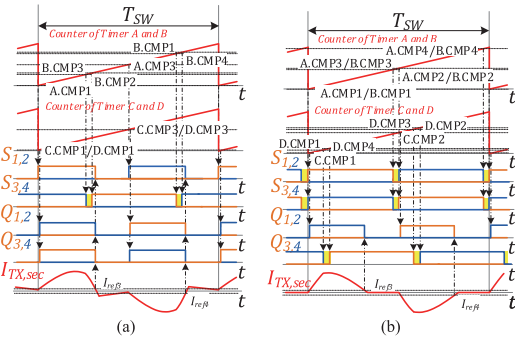 T_SW
Counter of Timer A and B
B.CMP1
B.CMP3
A.CMP3
B.CMP4
A.CMP1
B.CMP2
t
Counter of Timer C and D
C.CMP3/D.CMP3
C.CMP1/D.CMP1
t
S_1,2
t
S_3,4
t
Q_1,2
t
Q_3,4
t
I_TX,sec
I_ref3
I_ref4
t
(a)
T_SW
Counter of Timer A and B
A.CMP4/B.CMP4
A.CMP3/B.CMP3
A.CMP2/B.CMP2
A.CMP1/B.CMP1
t
Counter of Timer C and D
D.CMP3
D.CMP2
D.CMP1
D.CMP4
C.CMP2
C.CMP1
t
S_1,2
t
S_3,4
t
Q_1,2
t
Q_3,4
t
I_TX,sec
I_ref3
I_ref4
t
(b)